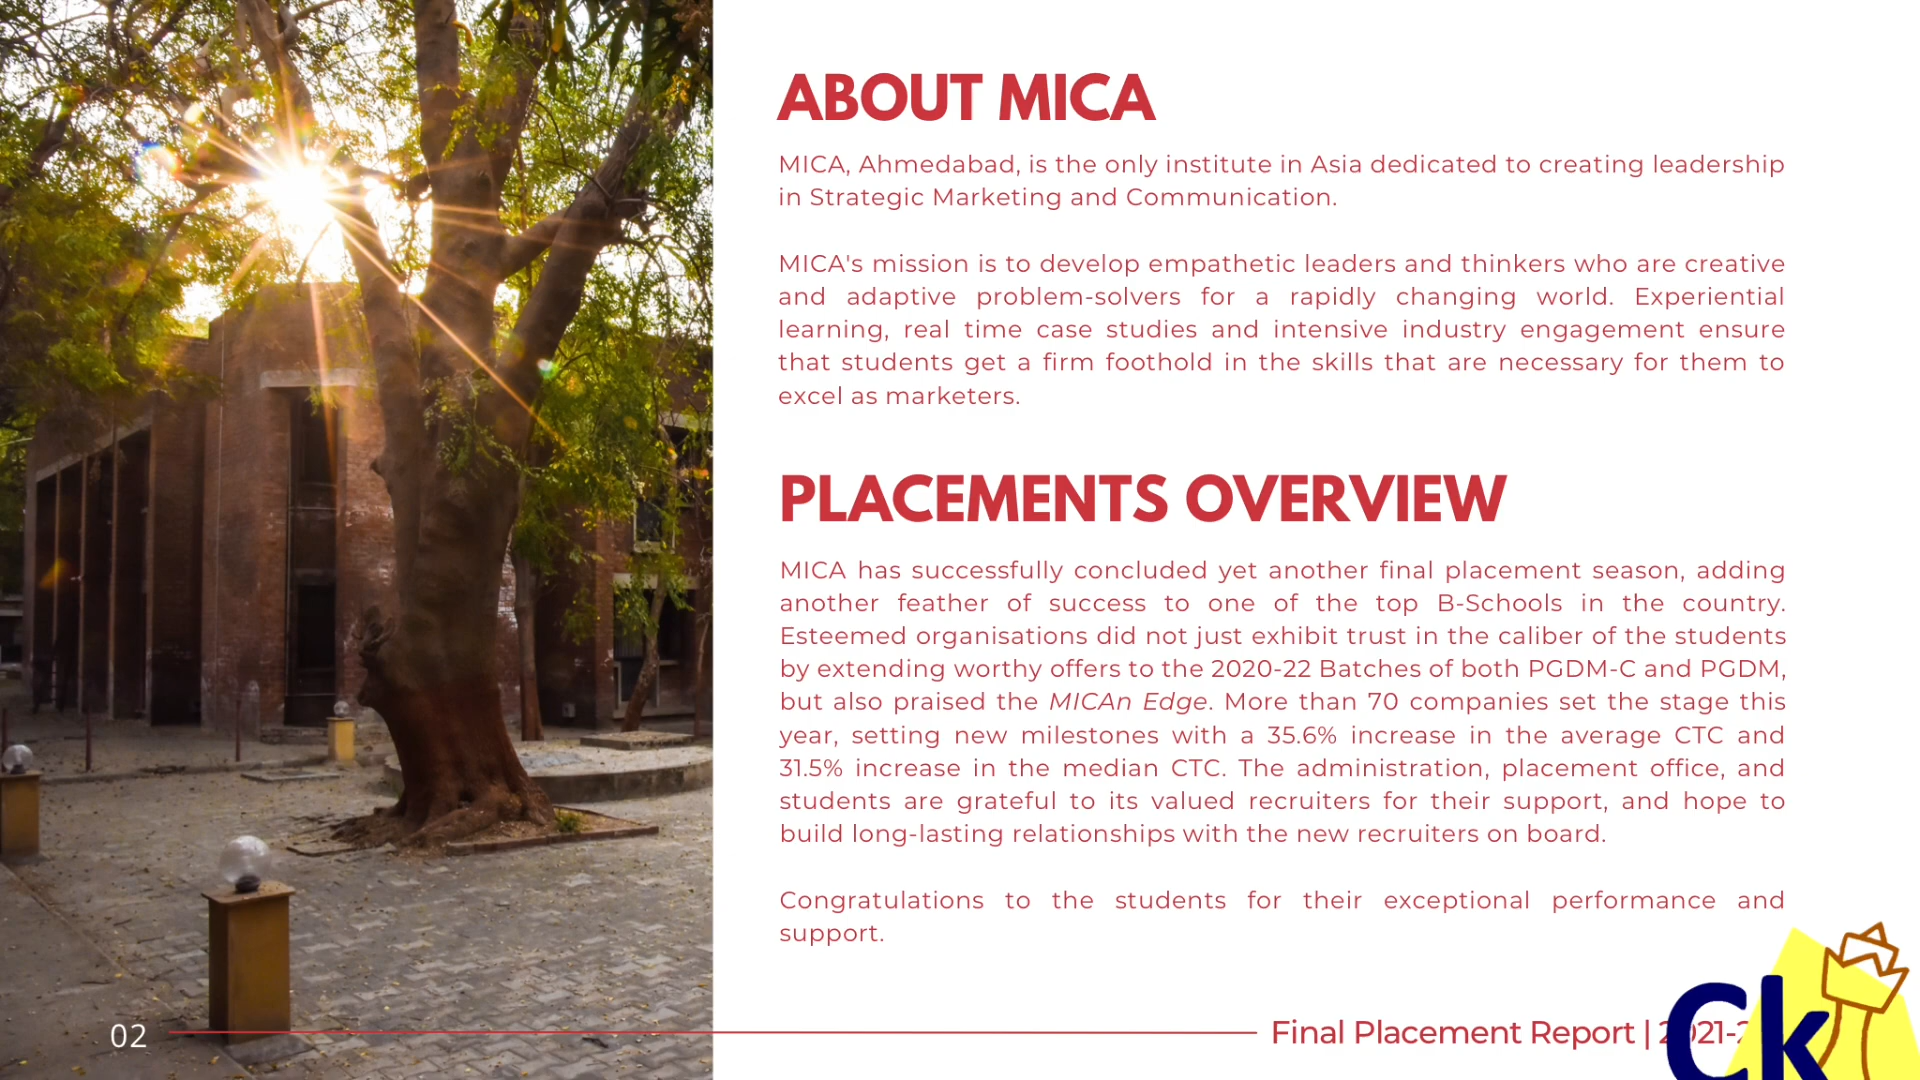 ABOUT MICA
MICA, Ahmedabad, is the only institute in Asia dedicated to creating leadership
in Strategic Marketing and Communication.
MICA's mission is to develop empathetic leaders and thinkers who are creative
and adaptive problem-solvers for a rapidly changing world. Experiential
learning, real time case studies and intensive industry engagement ensure
that students get a firm foothold in the skills that are necessary for them to
excel as marketers.
PLACEMENTS OVERVIEW
MICA has successfully concluded yet another final placement season, adding
another feather of success to one of the top B-Schools in the country.
Esteemed organisations did not just exhibit trust in the caliber of the students
by extending worthy offers to the 2020-22 Batches of both PGDM-C and PGDM,
but also praised the MICAn Edge. More than 70 companies set the stage this
year, setting new milestones with a 35.6% increase in the average CTC and
31.5% increase in the median CTC. The administration, placement office, and
students are grateful to its valued recruiters for their support, and hope to
build long-lasting relationships with the new recruiters on board.
Congratulations to the students for their exceptional performance and
support.
02
Final Placement Report |
Ck